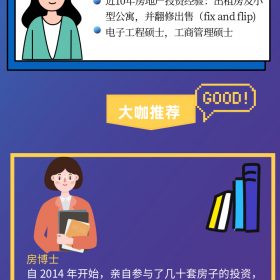 近10年房地产投资经验：出租房及小
型公寓，并翻修出售（fix and flip)
电子工程硕士，工商管理硕士
大咖推荐
GOOD!
房博士
自 2014 年开始，亲自参与了几十套房子的投资，